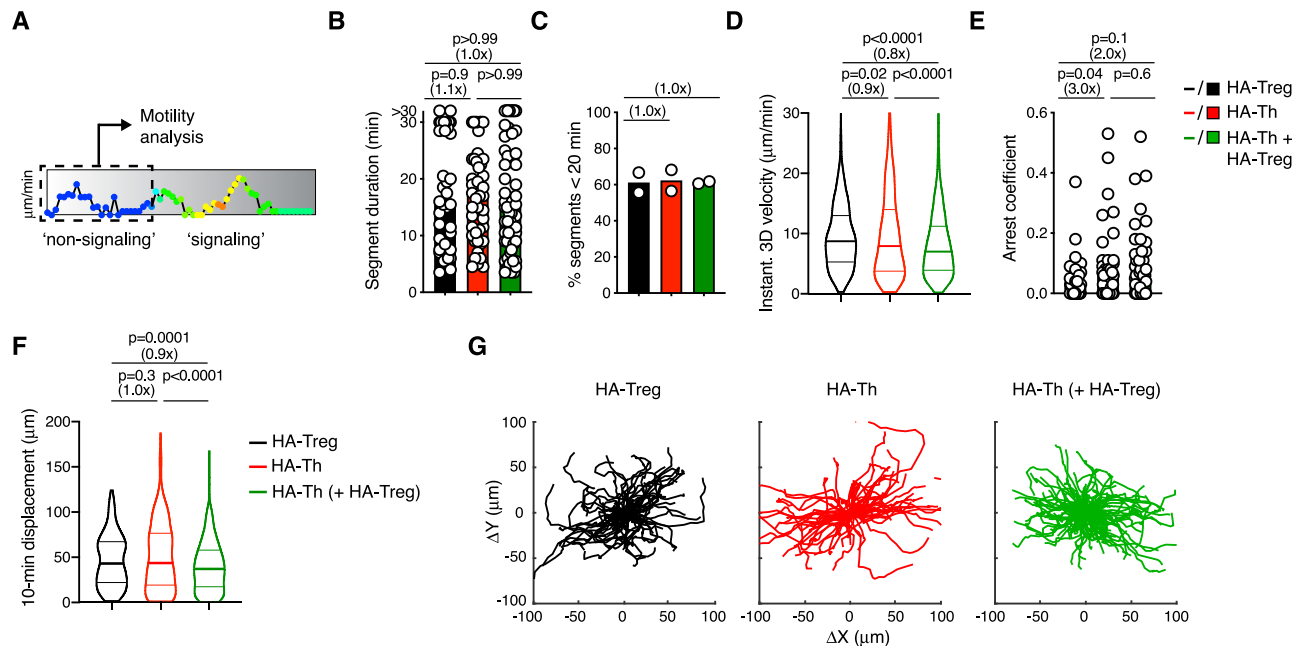 A
Motility
analysis
μm/min
'non-signaling'
'signaling'
B
p>0.99
(1.0x)
p=0.9
p>0.99
(1.1x)
Segment duration (min)
>30
30
20
10
0
C
(1.0x)
(1.0x)
% segments < 20 min
100
80
60
40
20
0
D
p<0.0001
(0.8x)
p=0.02
p<0.0001
(0.9x)
Instant. 3D velocity (μm/min)
30
20
10
0
E
p=0.1
(2.0x)
p=0.04
p=0.6
(3.0x)
Arrest coefficient
0.6
0.4
0.2
0.0
-/ HA-Treg
-/ HA-Th
-/ HA-Th +
HA-Treg
F
p=0.0001
(0.9x)
p=0.3
p<0.0001
(1.0x)
10-min displacement (μm)
200
150
100
50
0
HA-Treg
HA-Th
HA-Th (+ HA-Treg)
G
HA-Treg
HA-Th
HA-Th (+ HA-Treg)
ΔY (μm)
100
50
0
-50
-100
-100 -50 0 50 100
-50 0 50 100
-100 -50 0 50 100
ΔX (μm)